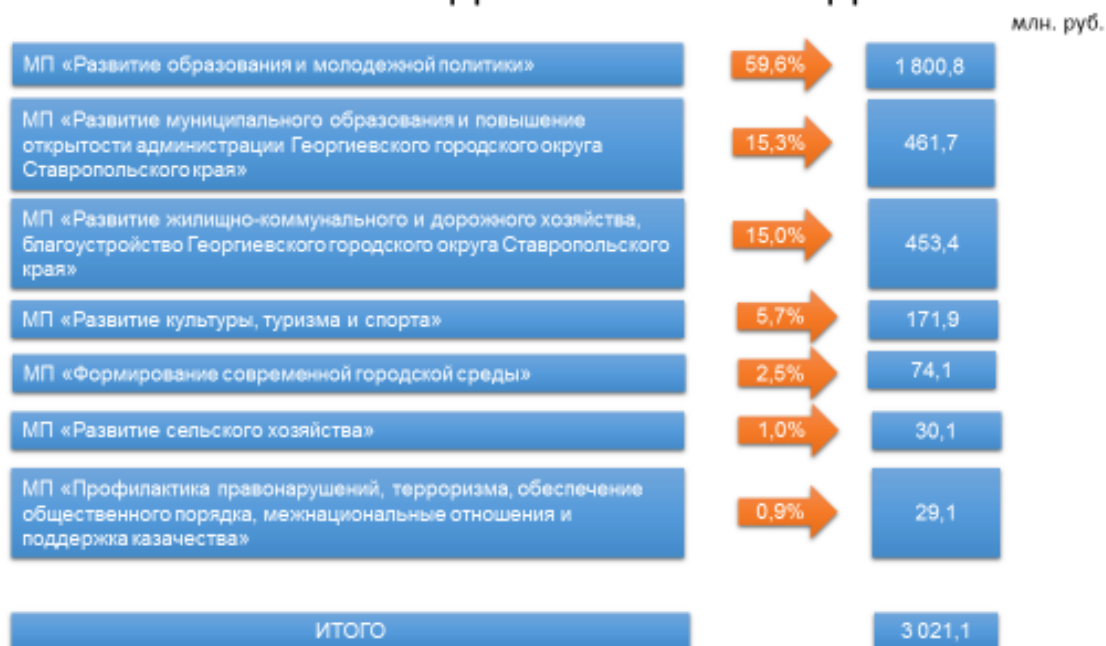 млн. руб.
МП «Развитие образования и молодежной политики»
59,6%
1 800,8
МП «Развитие муниципального образования и повышение
открытости администрации Георгиевского городского округа
Ставропольского края»
15,3%
461,7
МП «Развитие жилищно-коммунального и дорожного хозяйства,
благоустройство Георгиевского городского округа Ставропольского
края»
15,0%
453,4
МП «Развитие культуры, туризма и спорта»
5,7%
171,9
МП «Формирование современной городской среды»
2,5%
74,1
МП «Развитие сельского хозяйства»
1,0%
30,1
МП «Профилактика правонарушений, терроризма, обеспечение
общественного порядка, межнациональные отношения и
поддержка казачества»
0,9%
29,1
ИТОГО
3 021,1